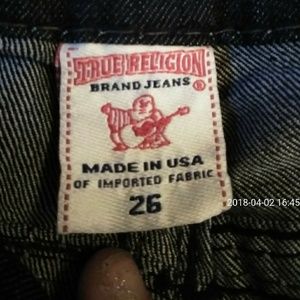 TRUE RELIGION
BRAND JEANS®
MADE IN USA
OF IMPORTED FABRIC
26
2018-04-02 16:45